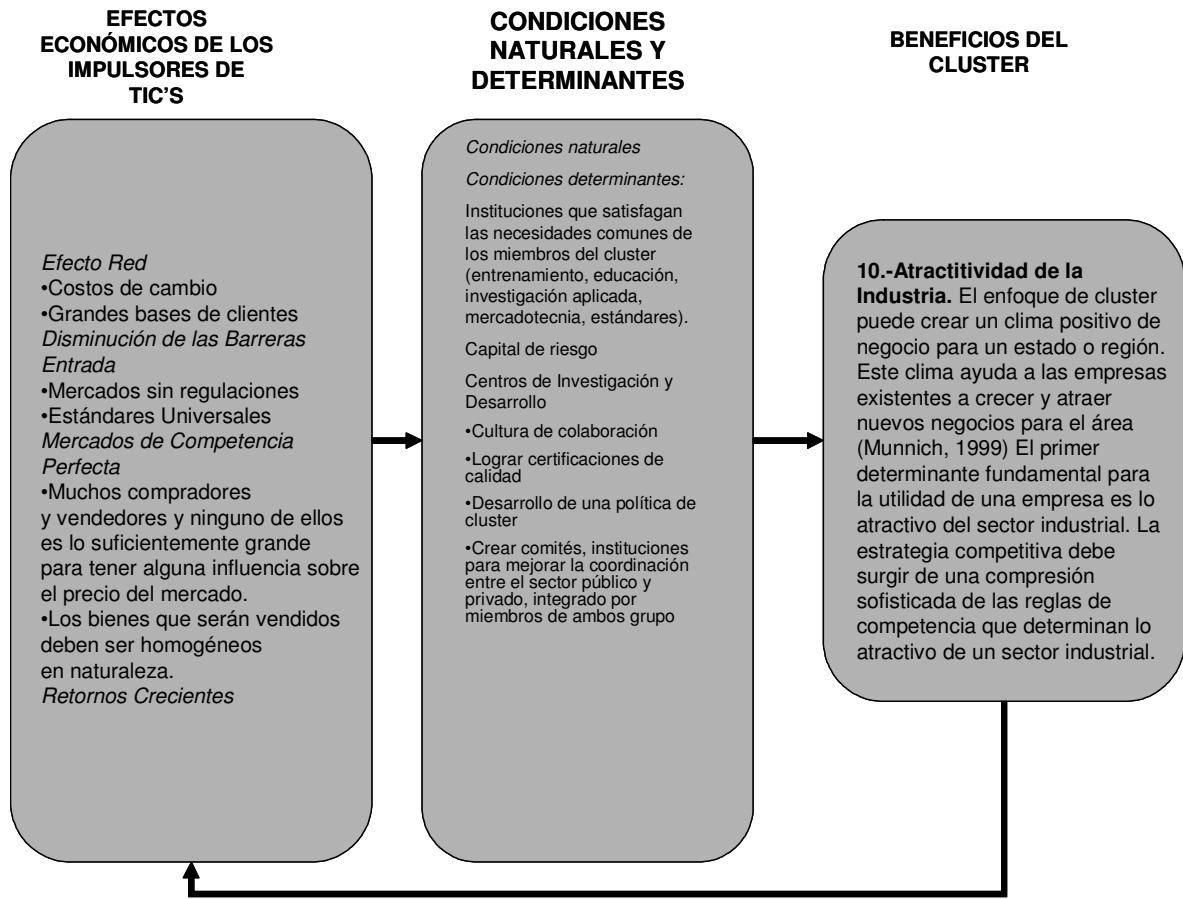 EFECTOS
ECONÓMICOS DE LOS
IMPULSORES DE
TIC'S
CONDICIONES
NATURALES Y
DETERMINANTES
BENEFICIOS DEL
CLUSTER
Efecto Red
•Costos de cambio
•Grandes bases de clientes
Disminución de las Barreras
Entrada
•Mercados sin regulaciones
•Estándares Universales
Mercados de Competencia
Perfecta
•Muchos compradores
y vendedores y ninguno de ellos
es lo suficientemente grande
para tener alguna influencia sobre
el precio del mercado.
•Los bienes que serán vendidos
deben ser homogéneos
en naturaleza.
Retornos Crecientes
Condiciones naturales
Condiciones determinantes:
Instituciones que satisfagan
las necesidades comunes de
los miembros del cluster
(entrenamiento, educación,
investigación aplicada,
mercadotecnia, estándares).
Capital de riesgo
Centros de Investigación y
Desarrollo
•Cultura de colaboración
•Lograr certificaciones de
calidad
•Desarrollo de una política de
cluster
•Crear comités, instituciones
para mejorar la coordinación
entre el sector público y
privado, integrado por
miembros de ambos grupo
10.-Atractitividad de la
Industria. El enfoque de cluster
puede crear un clima positivo de
negocio para un estado o región.
Este clima ayuda a las empresas
existentes a crecer y atraer
nuevos negocios para el área
(Munnich, 1999) El primer
determinante fundamental para
la utilidad de una empresa es lo
atractivo del sector industrial. La
estrategia competitiva debe
surgir de una compresión
sofisticada de las reglas de
competencia que determinan lo
atractivo de un sector industrial.